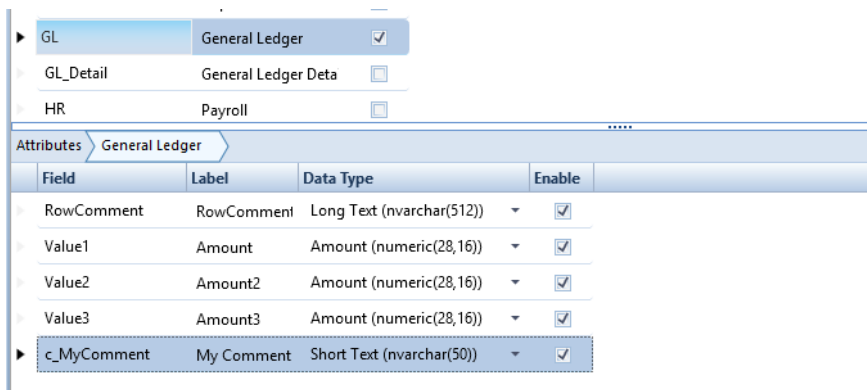 GL General Ledger
GL_Detail General Ledger Deta
HR Payroll
Attributes General Ledger
Field Label Data Type Enable
RowComment RowComment Long Text (nvarchar(512))
Value1 Amount Amount (numeric(28,16))
Value2 Amount2 Amount (numeric(28,16))
Value3 Amount3 Amount (numeric(28,16))
c_MyComment My Comment Short Text (nvarchar(50))